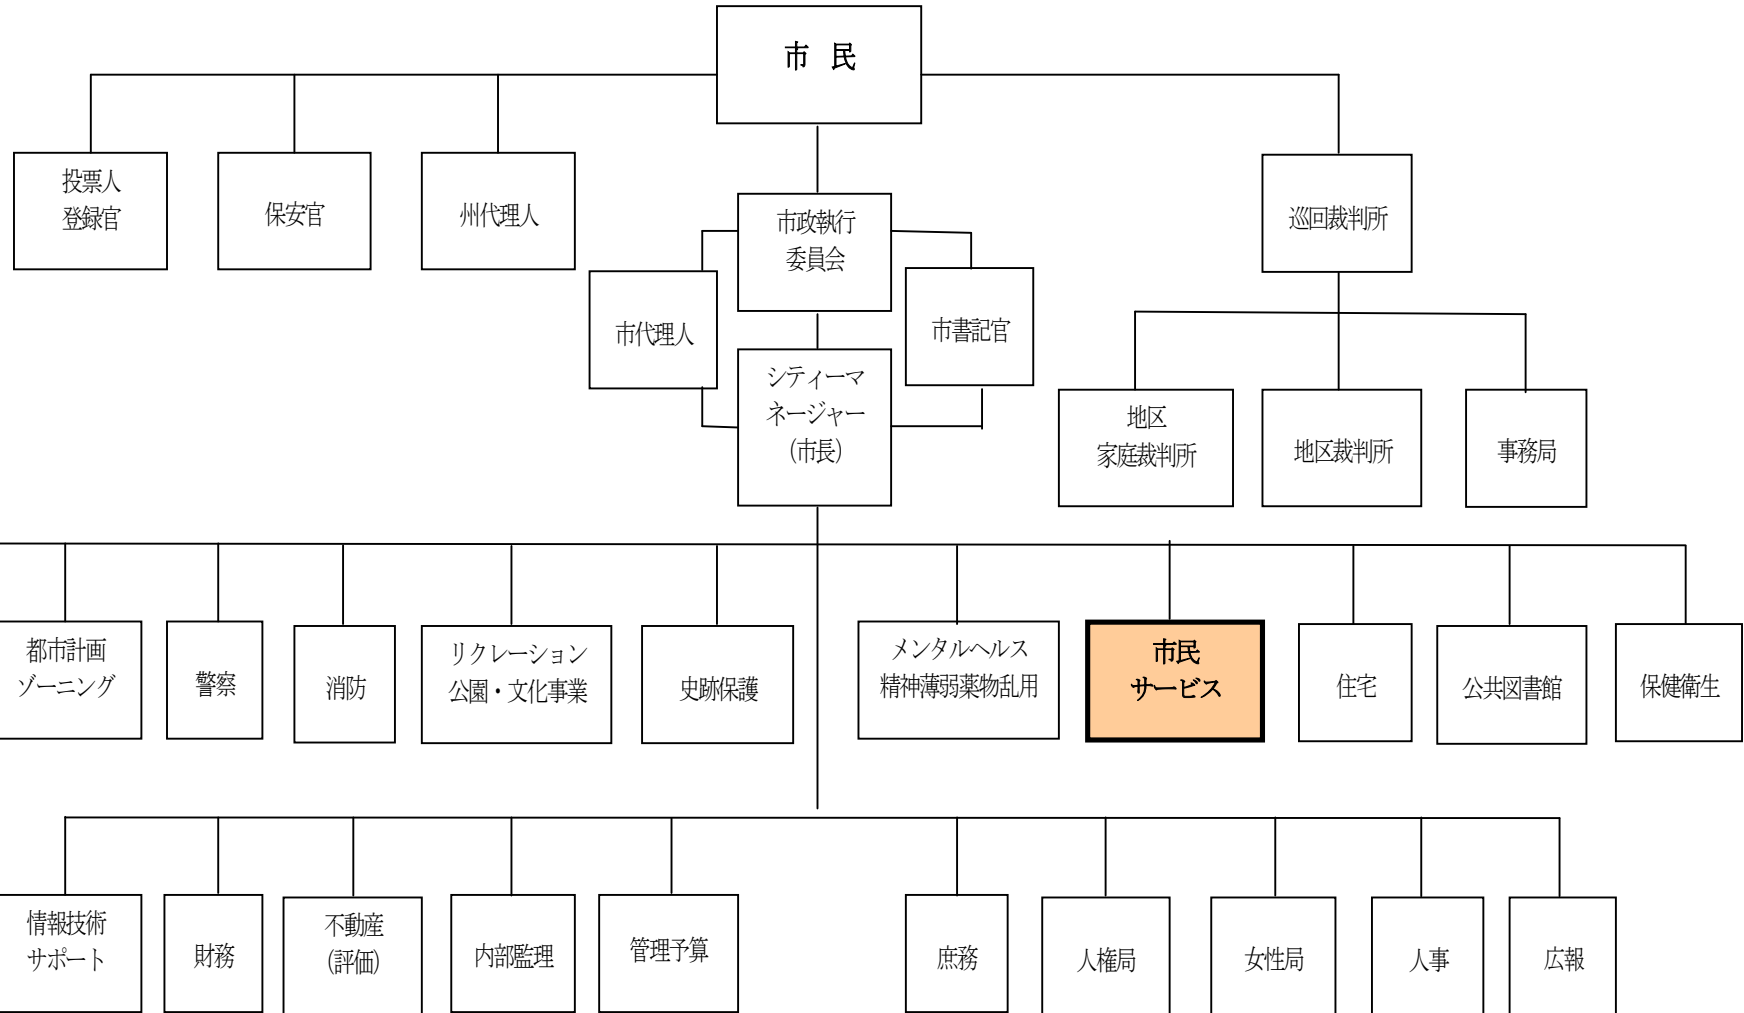 市 民
投票人
登録官
保安官
州代理人
市政執行
委員会
巡回裁判所
市代理人
市書記官
シティーマ
ネージャー
（市長）
地区
家庭裁判所
地区裁判所
事務局
都市計画
ゾーニング
警察
消防
リクレーション
公園・文化事業
史跡保護
メンタルヘルス
精神薄弱薬物乱用
市民
サービス
住宅
公共図書館
保健衛生
情報技術
サポート
財務
不動産
（評価）
内部監理
管理予算
庶務
人権局
女性局
人事
広報